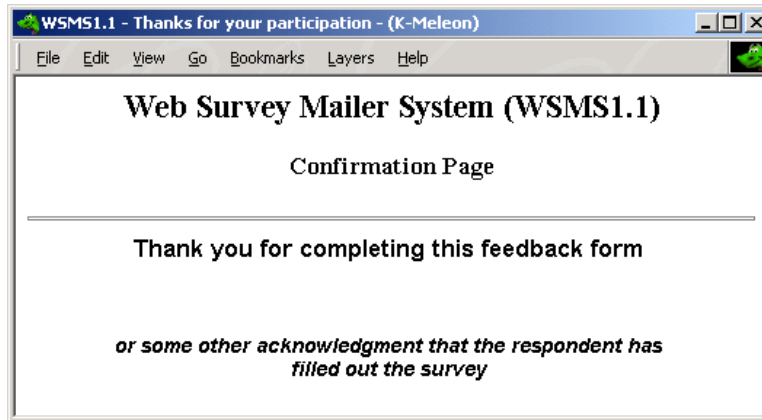 WSMS1.1 - Thanks for your participation - (K-Meleon)
File Edit View Go Bookmarks Layers Help
Web Survey Mailer System (WSMS1.1)
Confirmation Page
Thank you for completing this feedback form
or some other acknowledgment that the respondent has
filled out the survey